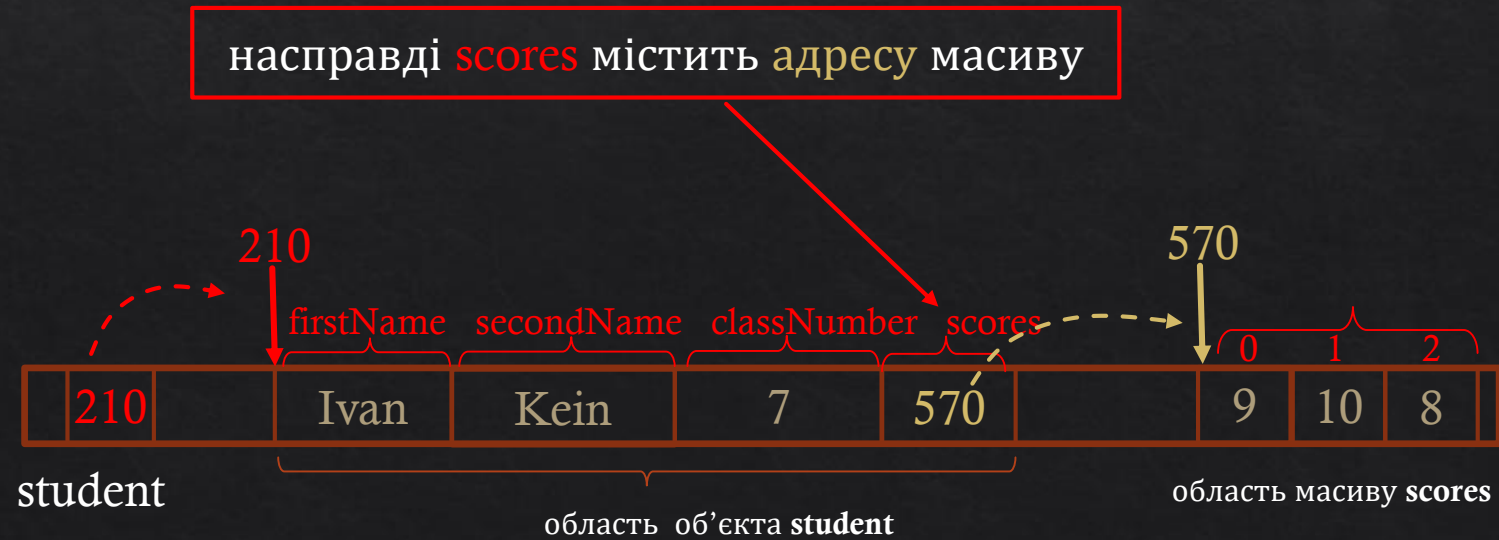 насправді scores містить адресу масиву
210 570
firstName secondName classNumber scores
0 1 2
210 Ivan Kein 7 570 9 10 8
student
область масиву scores
область об’єкта student